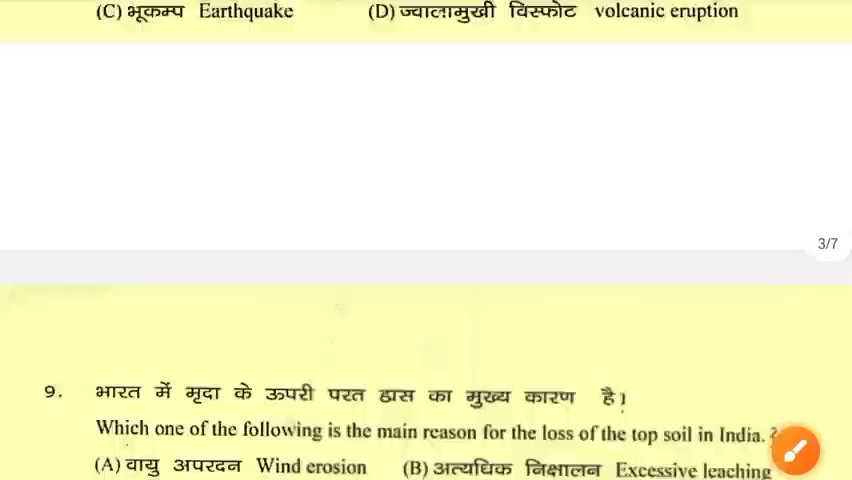 (C) भूकम्प Earthquake (D) ज्वालामुखी विस्फोट volcanic eruption
3/7
9. भारत में मृदा के ऊपरी परत ह्रास का मुख्य कारण है।
Which one of the following is the main reason for the loss of the top soil in India. ?
(A) वायु अपरदन Wind erosion (B) अत्यधिक निक्षालन Excessive leaching